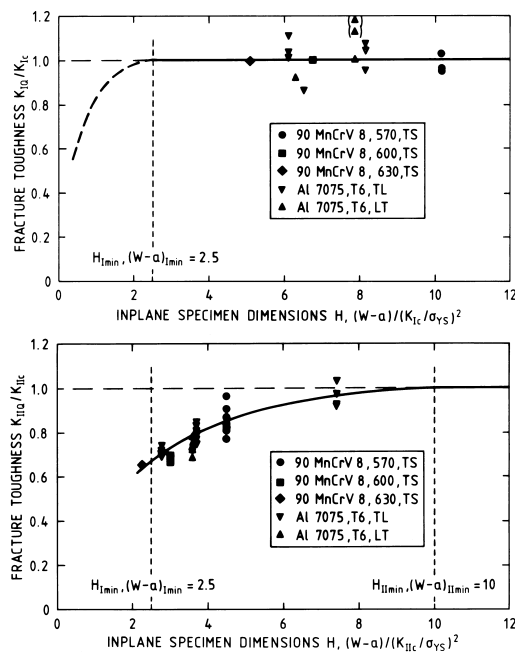 FRACTURE TOUGHNESS K_IQ/K_Ic
1.2
1.0
0.8
0.6
0.4
0.2
0
90 MnCrV 8, 570, TS
90 MnCrV 8, 600, TS
90 MnCrV 8, 630, TS
Al 7075, T6, TL
Al 7075, T6, LT
H_Imin, (W-a)_Imin = 2.5
0 2 4 6 8 10 12
INPLANE SPECIMEN DIMENSIONS H, (W-a)/(K_Ic/σ_YS)²
FRACTURE TOUGHNESS K_IIQ/K_IIc
1.2
1.0
0.8
0.6
0.4
0.2
0
90 MnCrV 8, 570, TS
90 MnCrV 8, 600, TS
90 MnCrV 8, 630, TS
Al 7075, T6, TL
Al 7075, T6, LT
H_Imin, (W-a)_Imin = 2.5
H_IImin, (W-a)_IImin = 10
0 2 4 6 8 10 12
INPLANE SPECIMEN DIMENSIONS H, (W-a)/(K_IIc/σ_YS)²